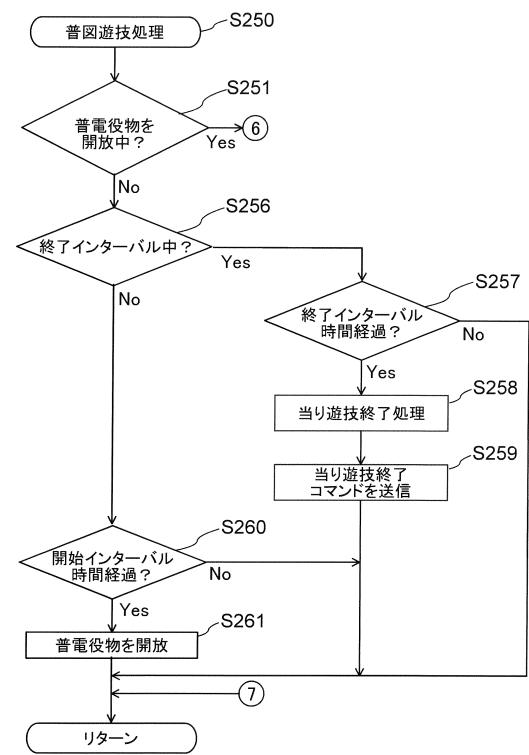 普図遊技処理
S250
S251
普電役物を
開放中？
Yes
⑥
No
S256
終了インターバル中？
Yes
No
S257
終了インターバル
時間経過？
No
Yes
S258
当り遊技終了処理
S259
当り遊技終了
コマンドを送信
S260
開始インターバル
時間経過？
No
Yes
S261
普電役物を開放
⑦
リターン